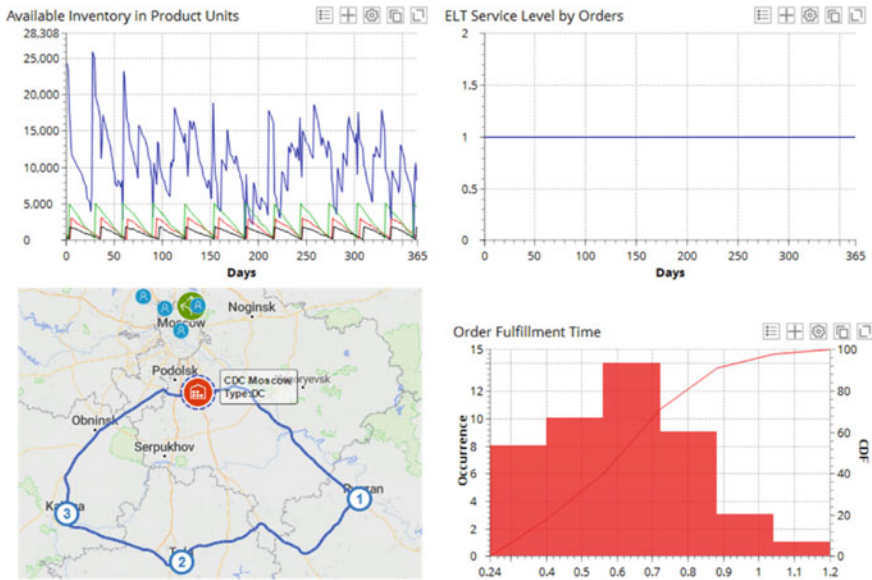 Available Inventory in Product Units
28,308
25,000
20,000
15,000
10,000
5,000
0
0 50 100 150 200 250 300 365
Days
ELT Service Level by Orders
2
1.5
1
0.5
0
0 50 100 150 200 250 300 365
Days
Noginsk
Moscow
Podolsk
CDC Moscow
Type:DC
Obninsk
Serpukhov
1
3
2
Order Fulfillment Time
15
14
12
10
8
6
4
2
0
Occurrence
0.24 0.4 0.5 0.6 0.7 0.8 0.9 1 1.1 1.2
100
80
60
40
20
0
CDF